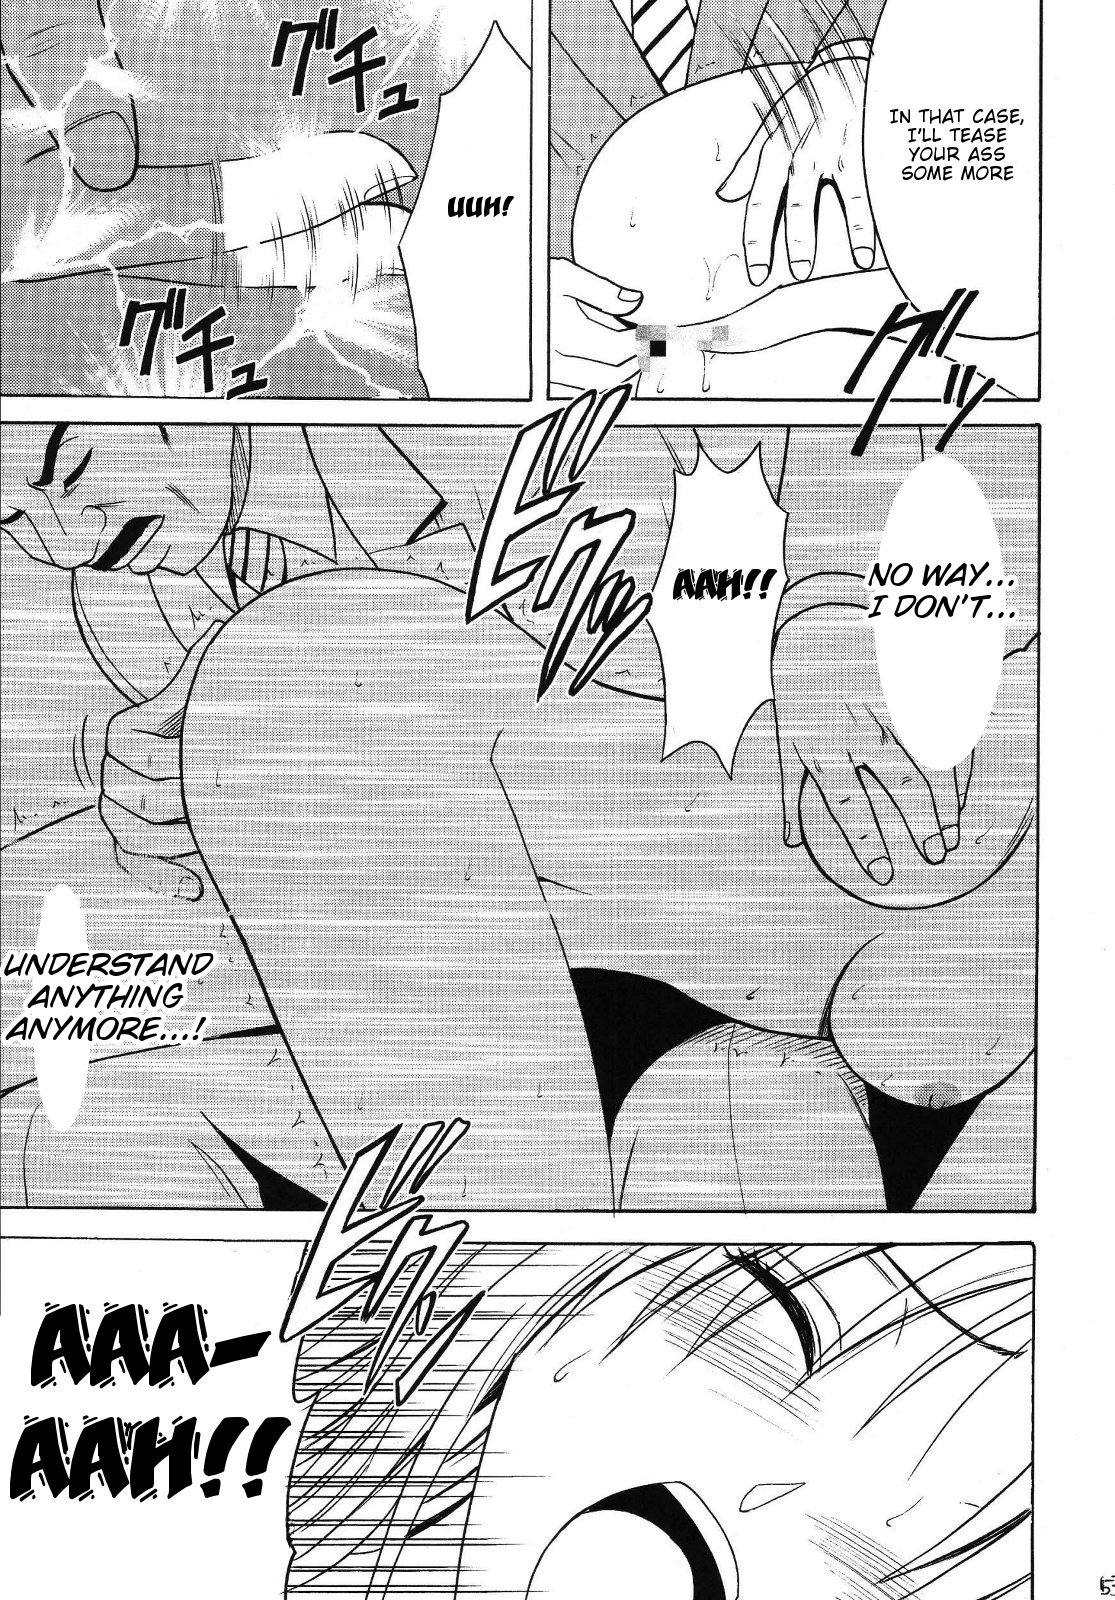 IN THAT CASE,
I'LL TEASE
YOUR ASS
SOME MORE
グッ
UUH!
グチュ
グチュ
NO WAY...
I DON'T...
AAH!!
ビクッ
UNDERSTAND
ANYTHING
ANYMORE...!
ビクッ
AAA-
AAH!!